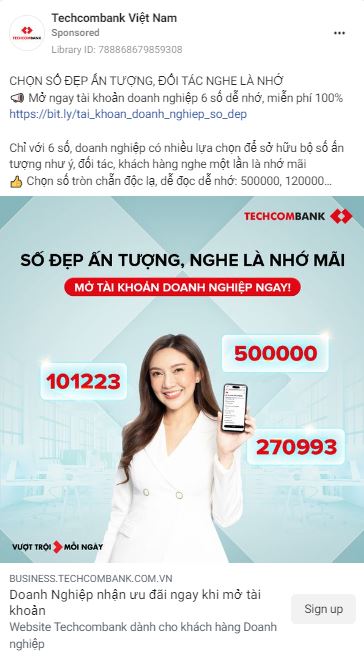 Techcombank Việt Nam
Sponsored
Library ID: 788868679859308
CHỌN SỐ ĐẸP ẤN TƯỢNG, ĐỐI TÁC NGHE LÀ NHỚ
📣 Mở ngay tài khoản doanh nghiệp 6 số dễ nhớ, miễn phí 100%
https://bit.ly/tai_khoan_doanh_nghiep_so_dep
Chỉ với 6 số, doanh nghiệp có nhiều lựa chọn để sở hữu bộ số ấn
tượng như ý, đối tác, khách hàng nghe một lần là nhớ mãi
👍 Chọn số tròn chẵn độc lạ, dễ đọc dễ nhớ: 500000, 120000...
TECHCOMBANK
SỐ ĐẸP ẤN TƯỢNG, NGHE LÀ NHỚ MÃI
MỞ TÀI KHOẢN DOANH NGHIỆP NGAY!
500000
101223
270993
VƯỢT TRỘI MỖI NGÀY
BUSINESS.TECHCOMBANK.COM.VN
Doanh Nghiệp nhận ưu đãi ngay khi mở tài
khoản
Website Techcombank dành cho khách hàng Doanh
nghiệp
Sign up